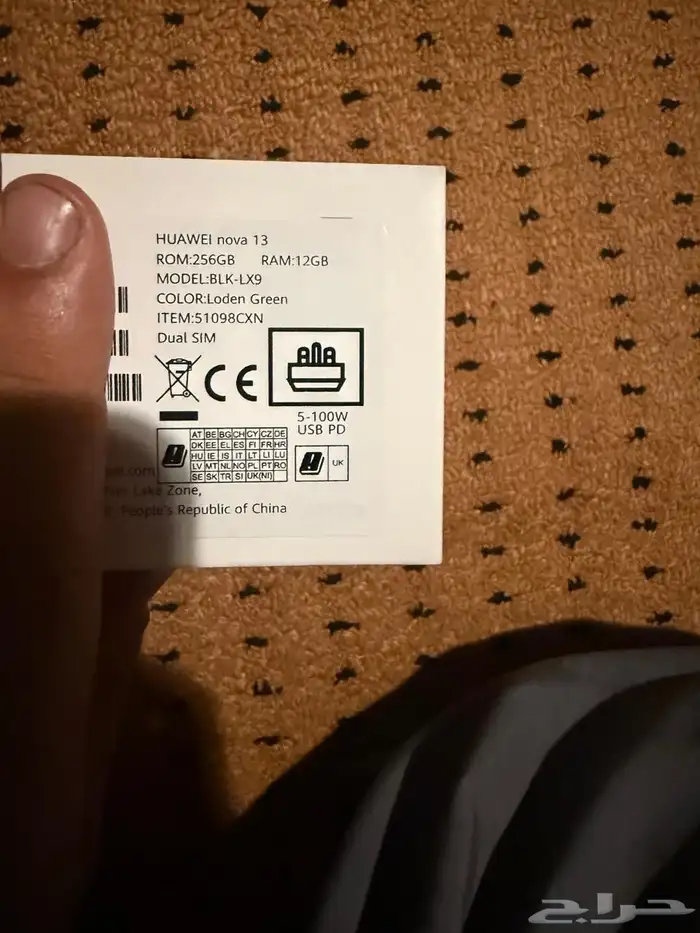 HUAWEI nova 13
ROM:256GB RAM:12GB
MODEL:BLK-LX9
COLOR:Loden Green
ITEM:51098CXN
Dual SIM
CE
5-100W
USB PD
AT BE BG CH CY CZ DE
DK EE EL ES FI FR HR
HU IE IS IT LT LI LU
LV MT NL NO PL PT RO
SE SK TR SI UK(NI)
UK
.com
Lake Zone,
People's Republic of China
حراج